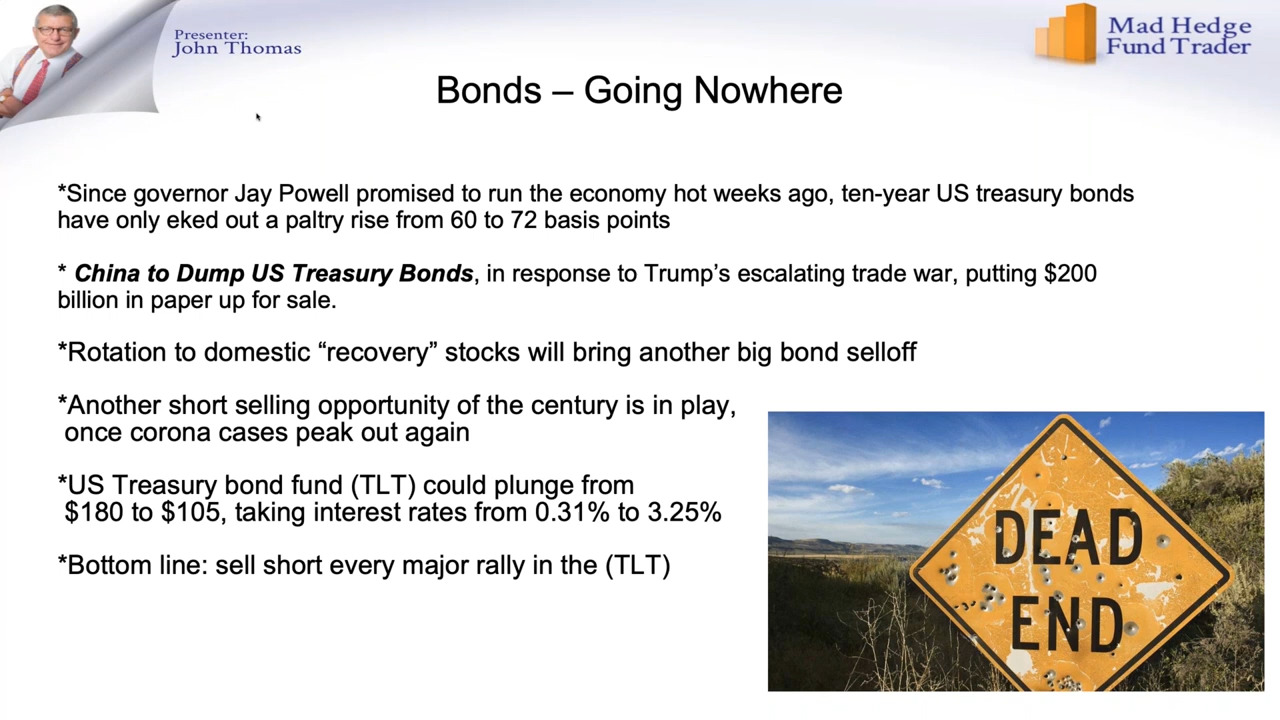 Presenter:
John Thomas
Mad Hedge
Fund Trader
Bonds – Going Nowhere
*Since governor Jay Powell promised to run the economy hot weeks ago, ten-year US treasury bonds
have only eked out a paltry rise from 60 to 72 basis points
* China to Dump US Treasury Bonds, in response to Trump’s escalating trade war, putting $200
billion in paper up for sale.
*Rotation to domestic “recovery” stocks will bring another big bond selloff
*Another short selling opportunity of the century is in play,
once corona cases peak out again
*US Treasury bond fund (TLT) could plunge from
$180 to $105, taking interest rates from 0.31% to 3.25%
*Bottom line: sell short every major rally in the (TLT)
DEAD
END